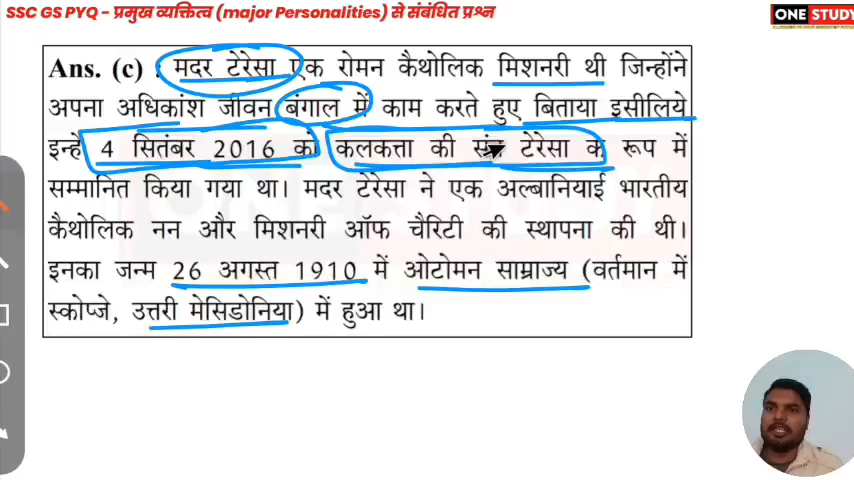 SSC GS PYQ - प्रमुख व्यक्तित्व (major Personalities) से संबंधित प्रश्न
ONE STUDY
Ans. (c) : मदर टेरेसा एक रोमन कैथोलिक मिशनरी थी जिन्होंने
अपना अधिकांश जीवन बंगाल में काम करते हुए बिताया इसीलिये
इन्हें 4 सितंबर 2016 को कलकत्ता की संत टेरेसा के रूप में
सम्मानित किया गया था। मदर टेरेसा ने एक अल्बानियाई भारतीय
कैथोलिक नन और मिशनरी ऑफ चैरिटी की स्थापना की थी।
इनका जन्म 26 अगस्त 1910 में ओटोमन साम्राज्य (वर्तमान में
स्कोप्जे, उत्तरी मेसिडोनिया) में हुआ था।